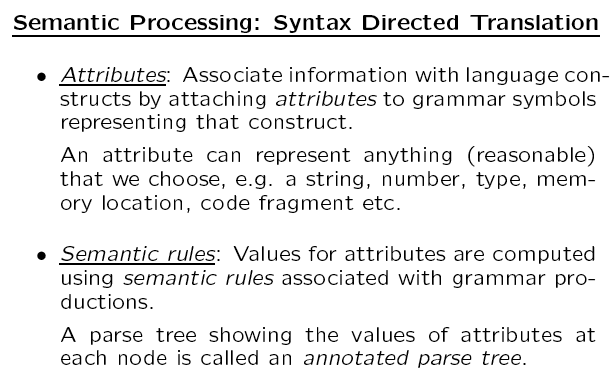 Semantic Processing: Syntax Directed Translation
• Attributes: Associate information with language con-
structs by attaching attributes to grammar symbols
representing that construct.
An attribute can represent anything (reasonable)
that we choose, e.g. a string, number, type, mem-
ory location, code fragment etc.
• Semantic rules: Values for attributes are computed
using semantic rules associated with grammar pro-
ductions.
A parse tree showing the values of attributes at
each node is called an annotated parse tree.